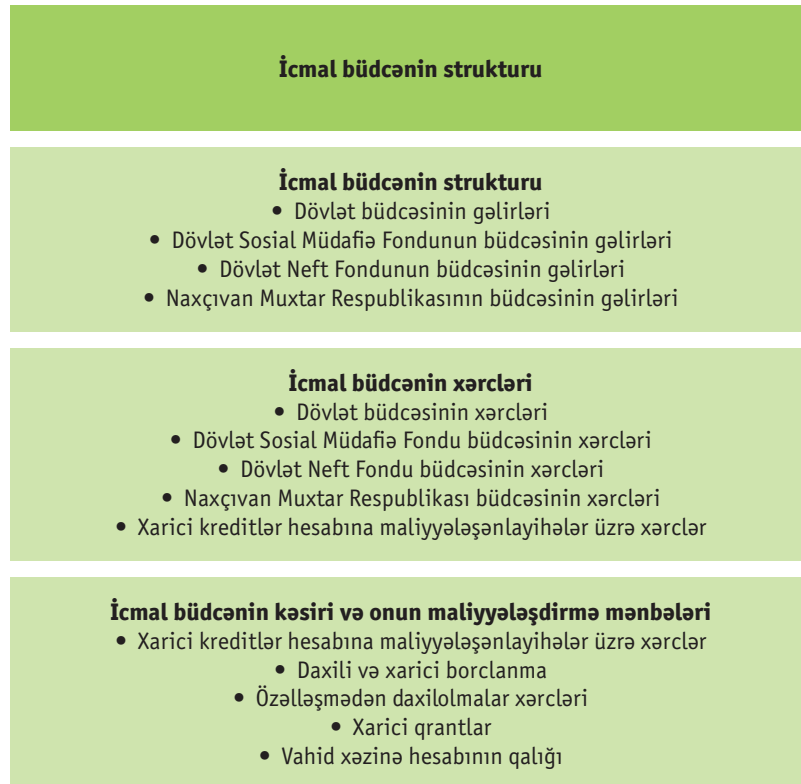 İcmal büdcənin strukturu
İcmal büdcənin strukturu
• Dövlət büdcəsinin gəlirləri
• Dövlət Sosial Müdafiə Fondunun büdcəsinin gəlirləri
• Dövlət Neft Fondunun büdcəsinin gəlirləri
• Naxçıvan Muxtar Respublikasının büdcəsinin gəlirləri
İcmal büdcənin xərcləri
• Dövlət büdcəsinin xərcləri
• Dövlət Sosial Müdafiə Fondu büdcəsinin xərcləri
• Dövlət Neft Fondu büdcəsinin xərcləri
• Naxçıvan Muxtar Respublikası büdcəsinin xərcləri
• Xarici kreditlər hesabına maliyyələşənlayihələr üzrə xərclər
İcmal büdcənin kəsiri və onun maliyyələşdirmə mənbələri
• Xarici kreditlər hesabına maliyyələşənlayihələr üzrə xərclər
• Daxili və xarici borclanma
• Özəlləşmədən daxilolmalar xərcləri
• Xarici qrantlar
• Vahid xəzinə hesabının qalığı